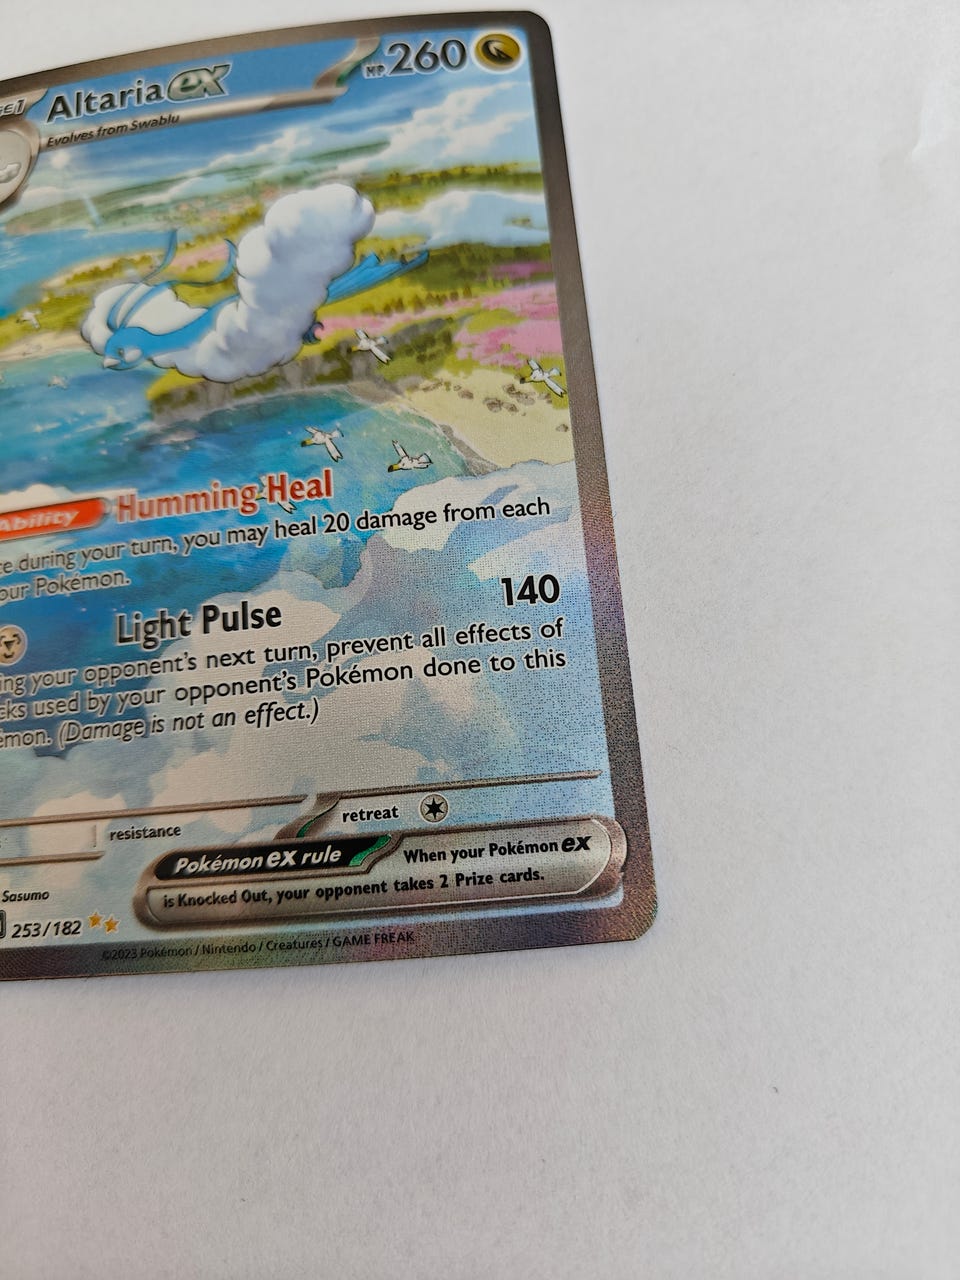 Altaria ex
HP 260
Evolves from Swablu
Ability Humming Heal
during your turn, you may heal 20 damage from each
your Pokémon.
Light Pulse 140
your opponent's next turn, prevent all effects of
used by your opponent's Pokémon done to this
(Damage is not an effect.)
resistance
retreat
Pokémon ex rule
When your Pokémon ex
is Knocked Out, your opponent takes 2 Prize cards.
Sasumo
253/182
©2023 Pokémon / Nintendo / Creatures / GAME FREAK